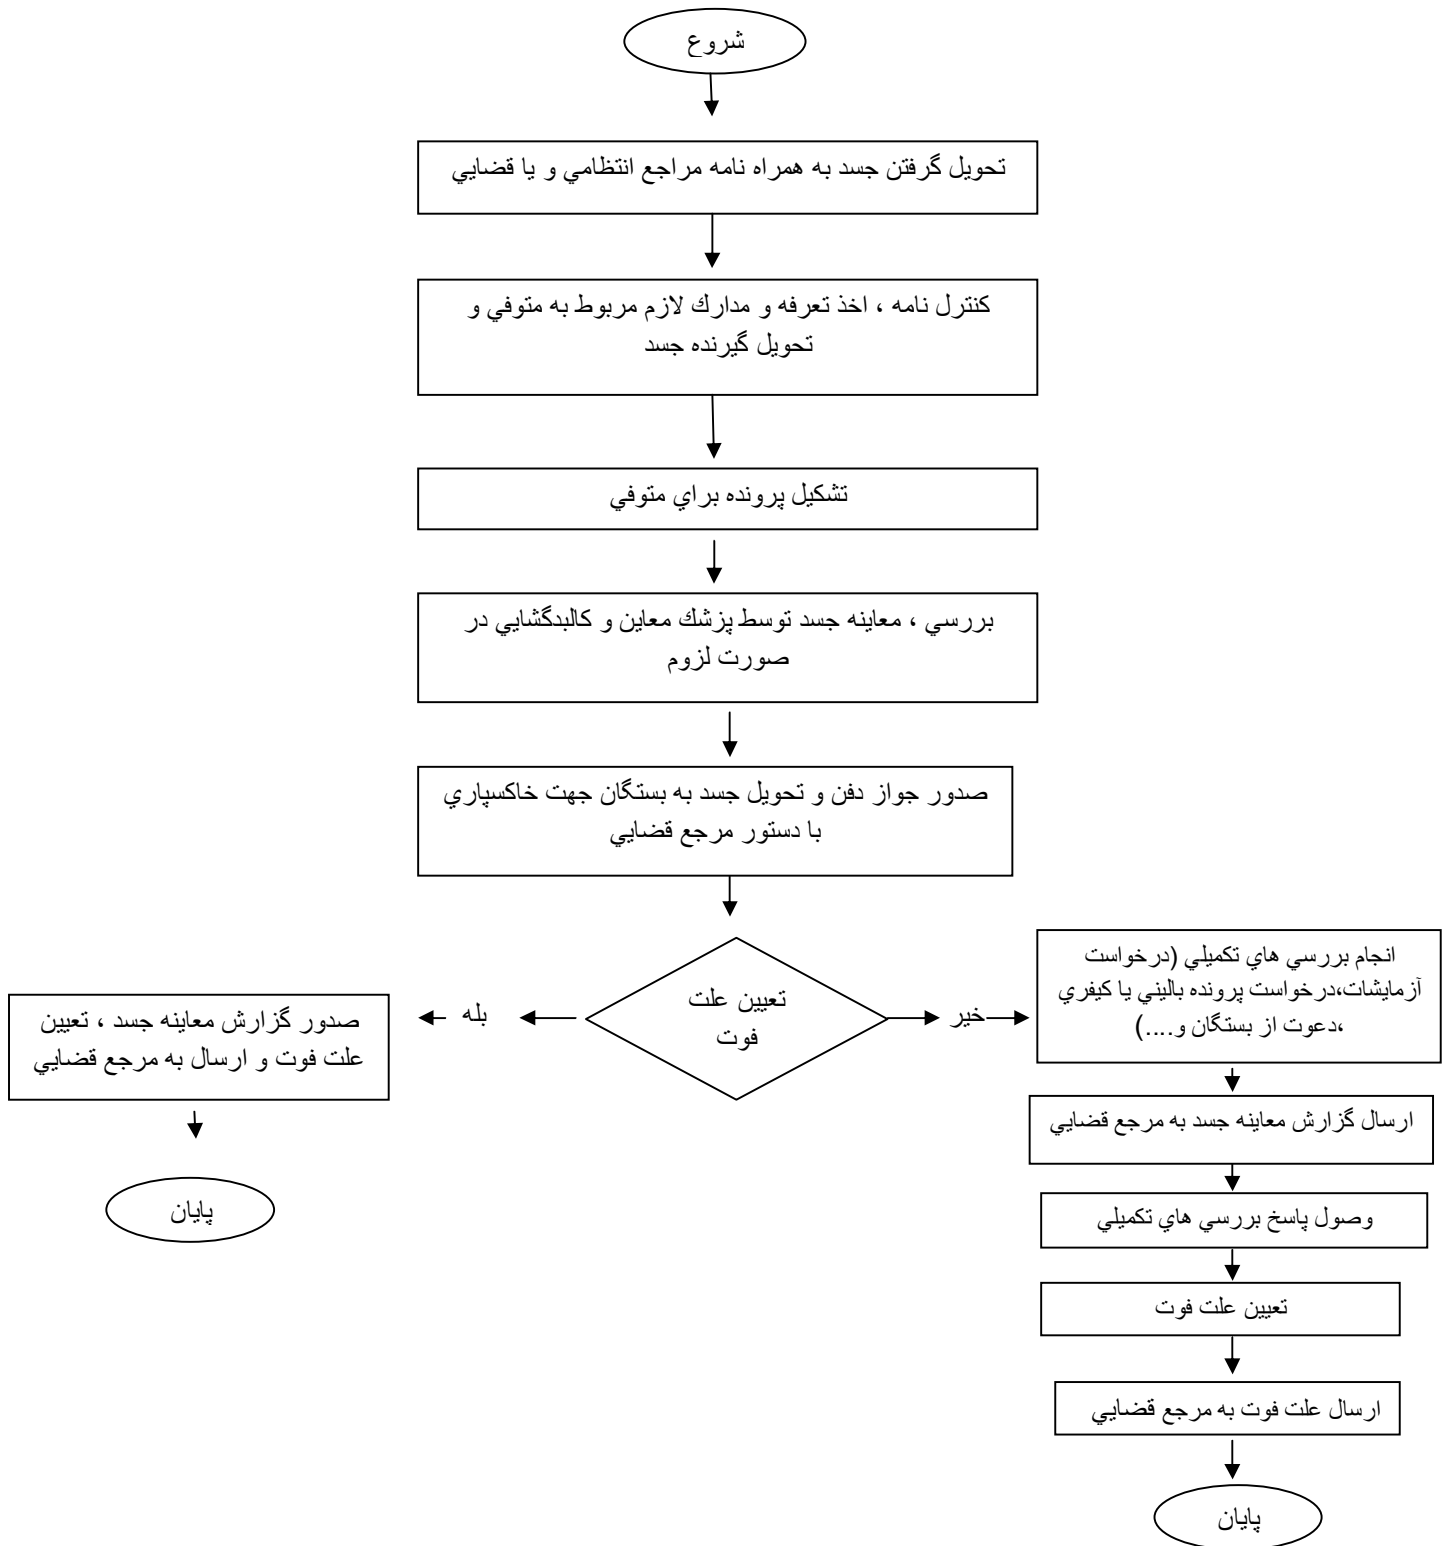 شروع
تحويل گرفتن جسد به همراه نامه مراجع انتظامي و يا قضايي
كنترل نامه ، اخذ تعرفه و مدارك لازم مربوط به متوفي و
تحويل گيرنده جسد
تشكيل پرونده براي متوفي
بررسي ، معاينه جسد توسط پزشك معاين و كالبدگشايي در
صورت لزوم
صدور جواز دفن و تحويل جسد به بستگان جهت خاكسپاري
با دستور مرجع قضايي
تعيين علت
فوت
خير
انجام بررسي هاي تكميلي (درخواست
آزمايشات،درخواست پرونده باليني يا كيفري
،دعوت از بستگان و....)
ارسال گزارش معاينه جسد به مرجع قضايي
وصول پاسخ بررسي هاي تكميلي
تعيين علت فوت
ارسال علت فوت به مرجع قضايي
پايان
بله
صدور گزارش معاينه جسد ، تعيين
علت فوت و ارسال به مرجع قضايي
پايان